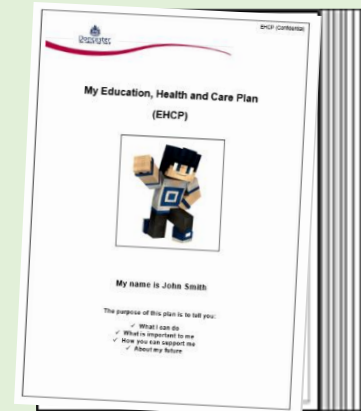 EHCP (Confidential)
Doncaster
My Education, Health and Care Plan
(EHCP)
My name is John Smith
The purpose of this plan is to tell you:
✓ What I can do
✓ What is important to me
✓ How you can support me
✓ About my future